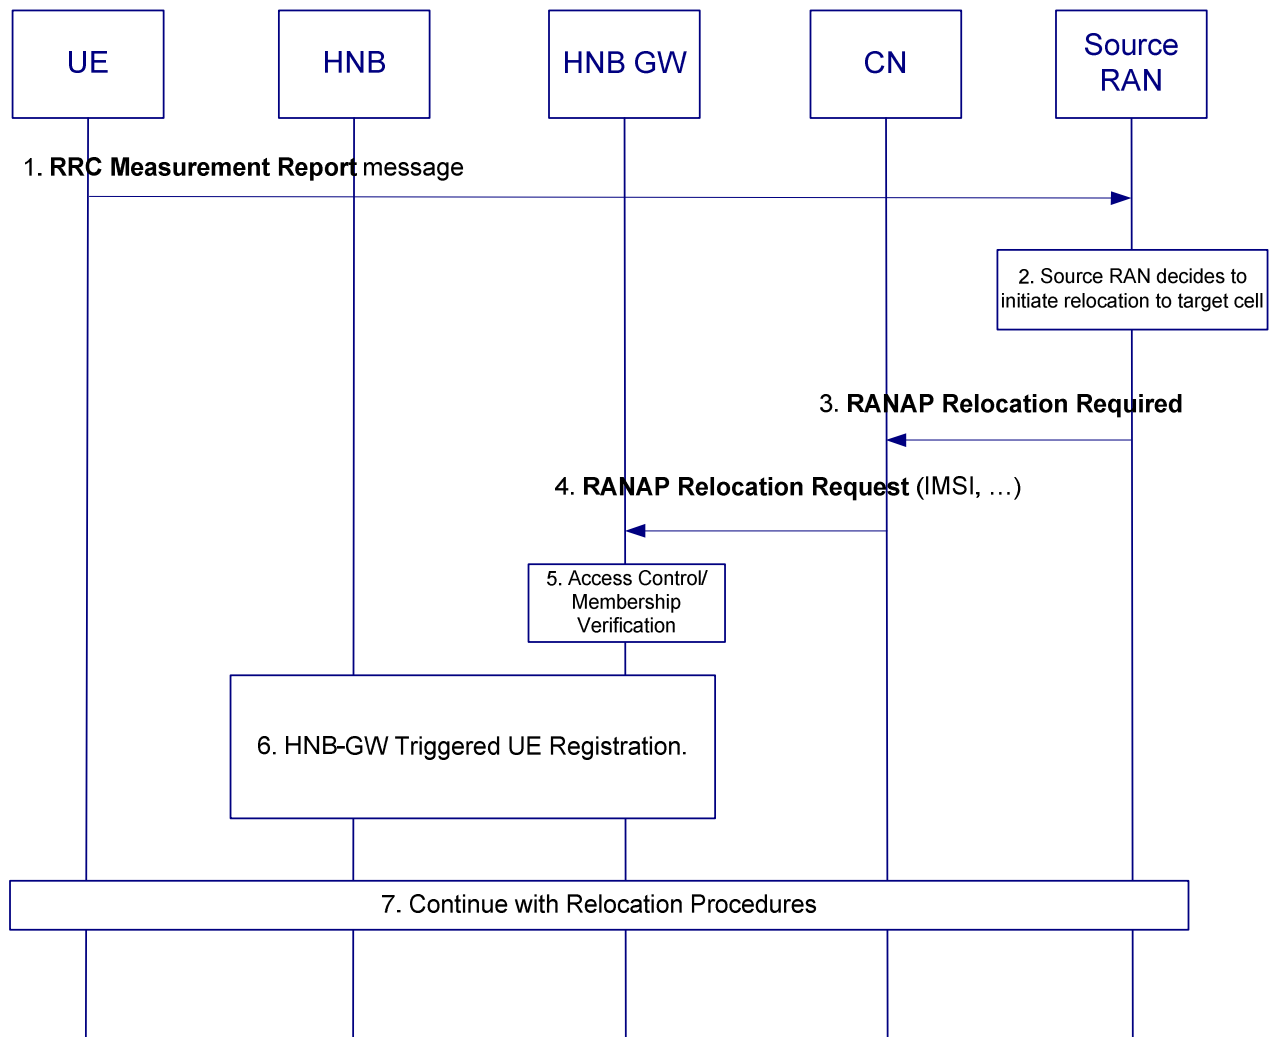 UE
HNB
HNB GW
CN
Source
RAN
1. RRC Measurement Report message
2. Source RAN decides to
initiate relocation to target cell
3. RANAP Relocation Required
4. RANAP Relocation Request (IMSI, …)
5. Access Control/
Membership
Verification
6. HNB-GW Triggered UE Registration.
7. Continue with Relocation Procedures